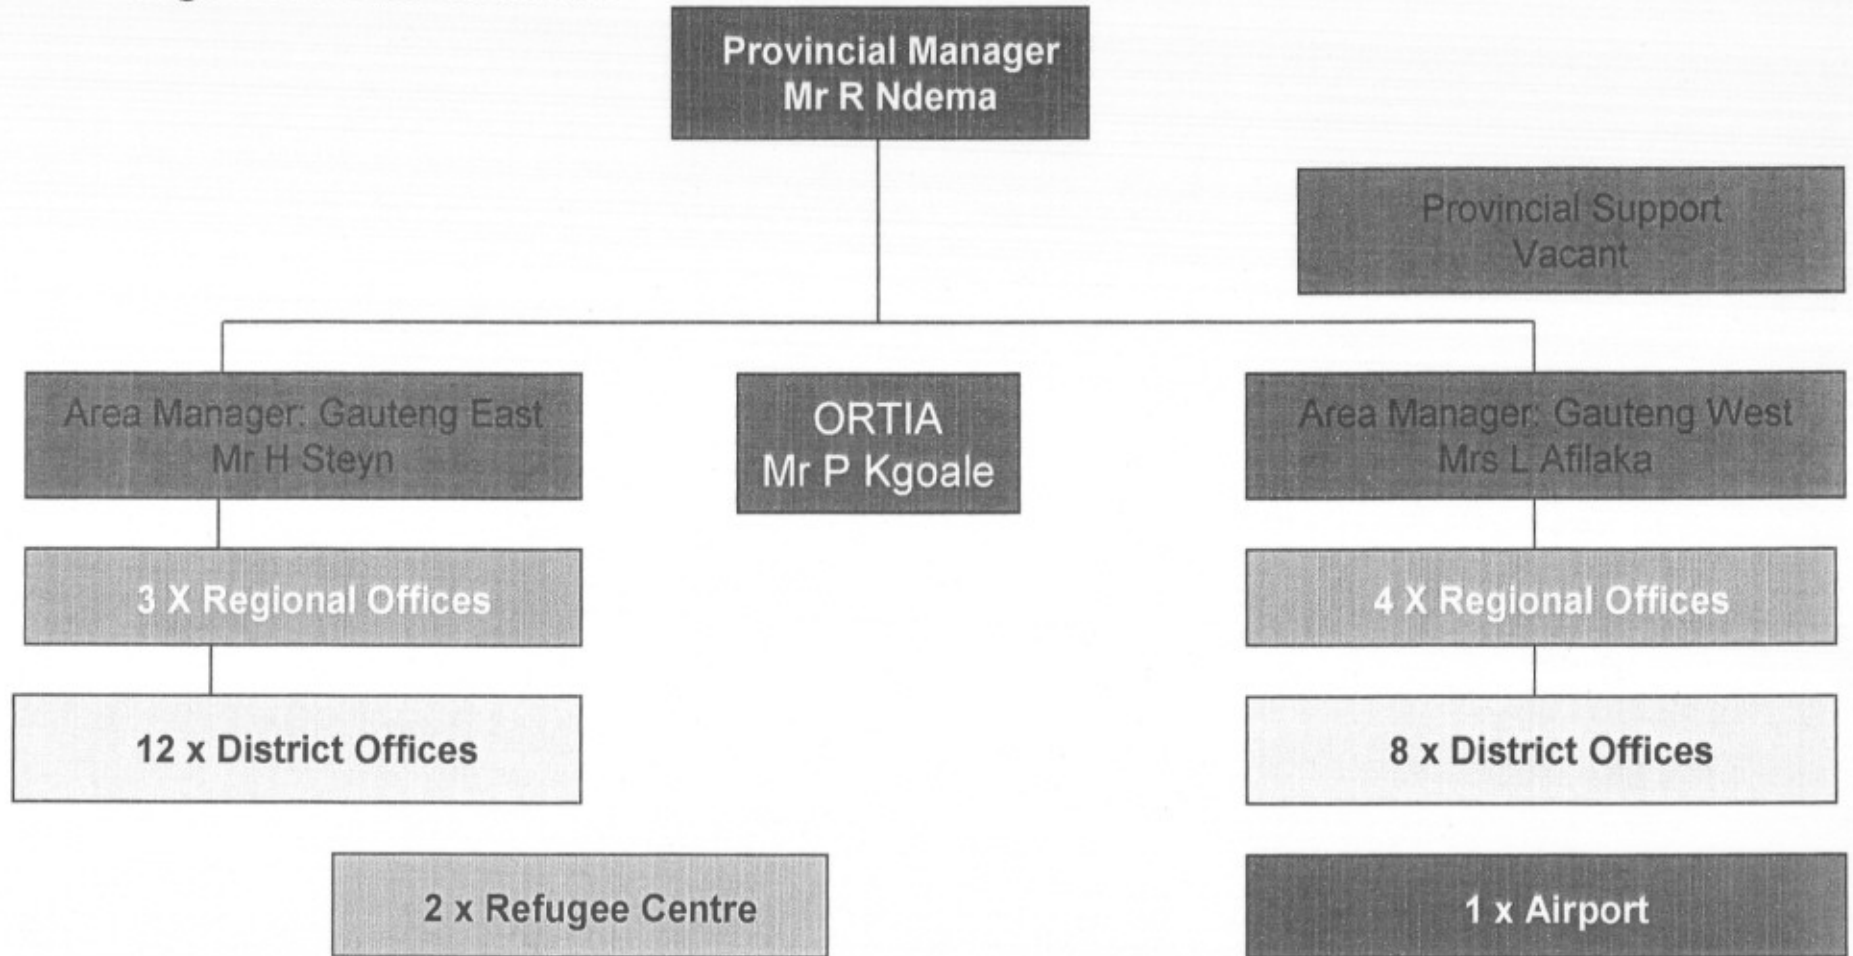 Provincial Manager
Mr R Ndema
Provincial Support
Vacant
Area Manager: Gauteng East
Mr H Steyn
ORTIA
Mr P Kgoale
Area Manager: Gauteng West
Mrs L Afilaka
3 X Regional Offices
4 X Regional Offices
12 x District Offices
8 x District Offices
2 x Refugee Centre
1 x Airport